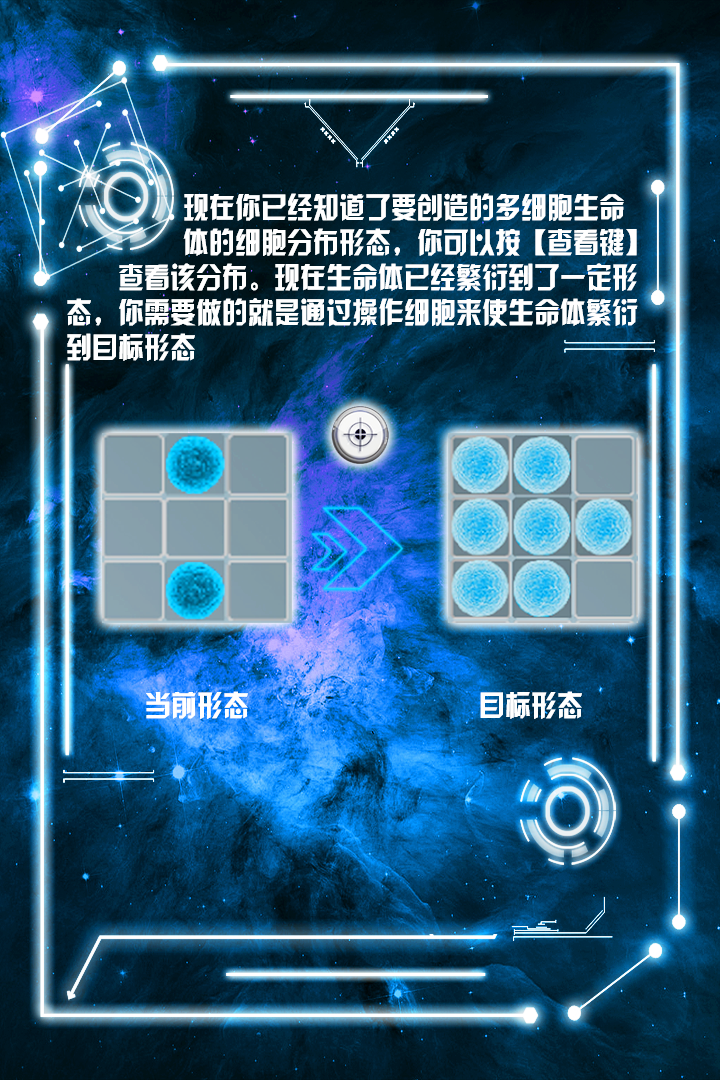 现在你已经知道了要创造的多细胞生命
体的细胞分布形态，你可以按【查看键】
查看该分布。现在生命体已经繁衍到了一定形
态，你需要做的就是通过操作细胞来使生命体繁衍
到目标形态
当前形态
目标形态